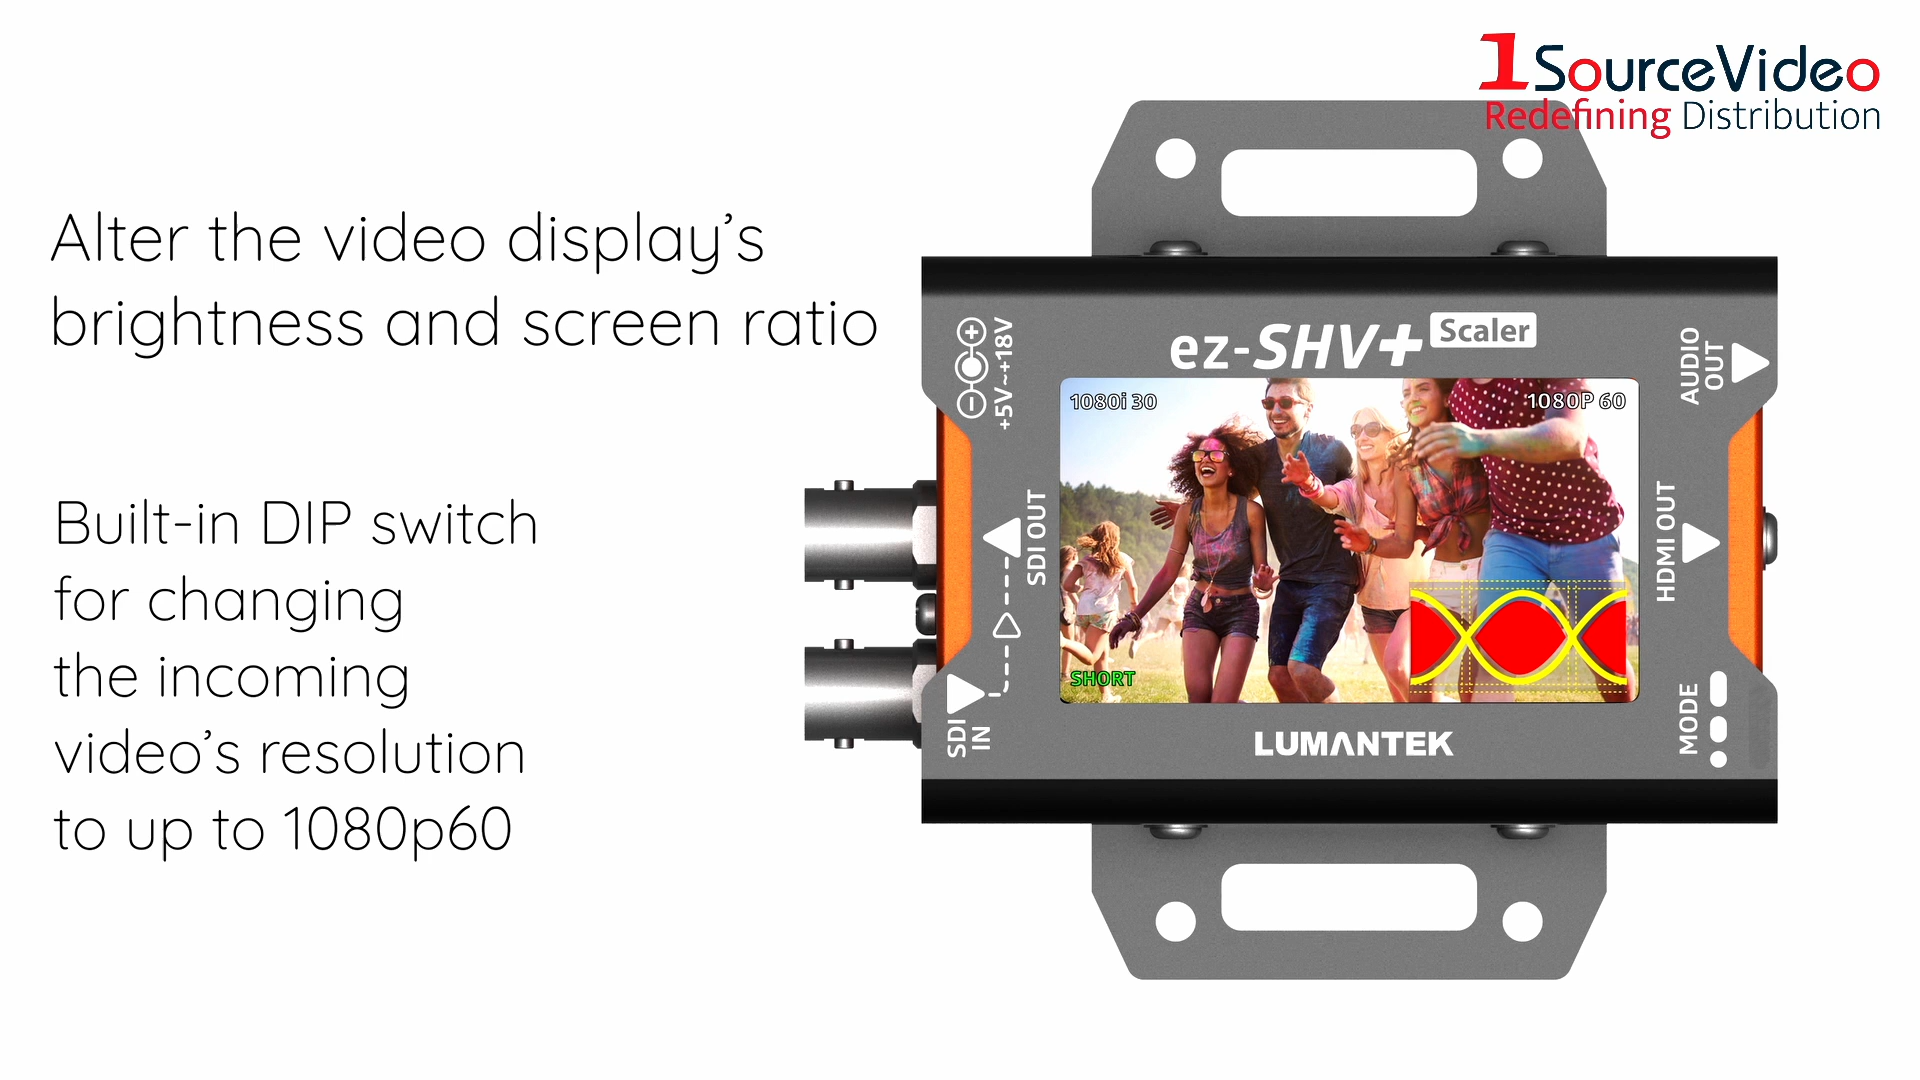 1SourceVideo
Redefining Distribution
Alter the video display's
brightness and screen ratio
Built-in DIP switch
for changing
the incoming
video's resolution
to up to 1080p60
ez-SHV+ Scaler
+5V~+18V
AUDIO
OUT
1080i 30
1080P 60
SDI OUT
HDMI OUT
SHORT
SDI
IN
MODE
LUMANTEK